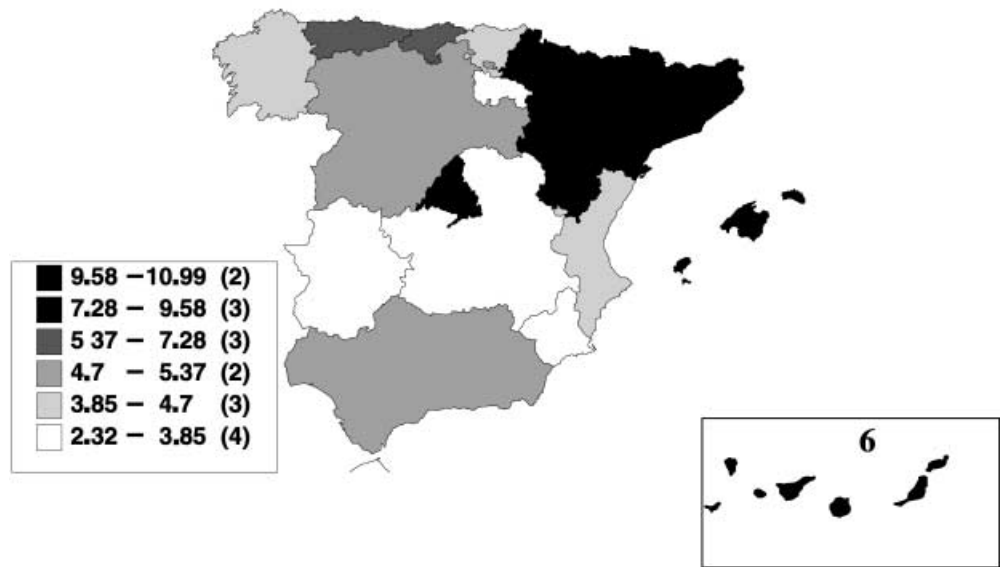 9.58 – 10.99 (2)
7.28 – 9.58 (3)
5 37 – 7.28 (3)
4.7 – 5.37 (2)
3.85 – 4.7 (3)
2.32 – 3.85 (4)
6